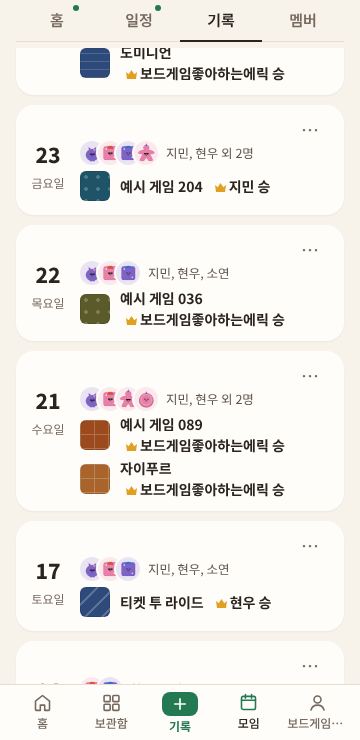 홈 일정 기록 멤버
도미니언
보드게임좋아하는에릭 승
23
금요일
지민, 현우 외 2명
예시 게임 204 지민 승
22
목요일
지민, 현우, 소연
예시 게임 036
보드게임좋아하는에릭 승
21
수요일
지민, 현우 외 2명
예시 게임 089
보드게임좋아하는에릭 승
자이푸르
보드게임좋아하는에릭 승
17
토요일
지민, 현우, 소연
티켓 투 라이드 현우 승
홈 보관함 기록 모임 보드게임…